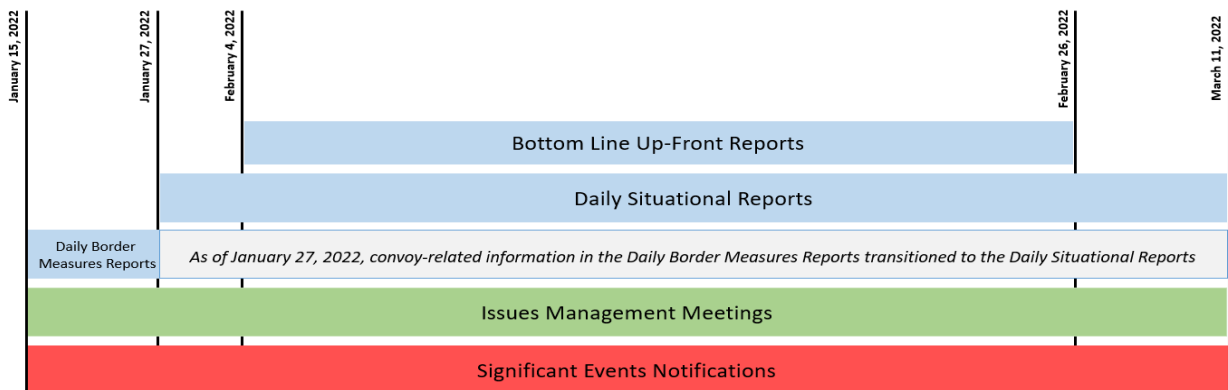 January 15, 2022
January 27, 2022
February 4, 2022
February 26, 2022
March 11, 2022
Bottom Line Up-Front Reports
Daily Situational Reports
Daily Border
Measures Reports
As of January 27, 2022, convoy-related information in the Daily Border Measures Reports transitioned to the Daily Situational Reports
Issues Management Meetings
Significant Events Notifications